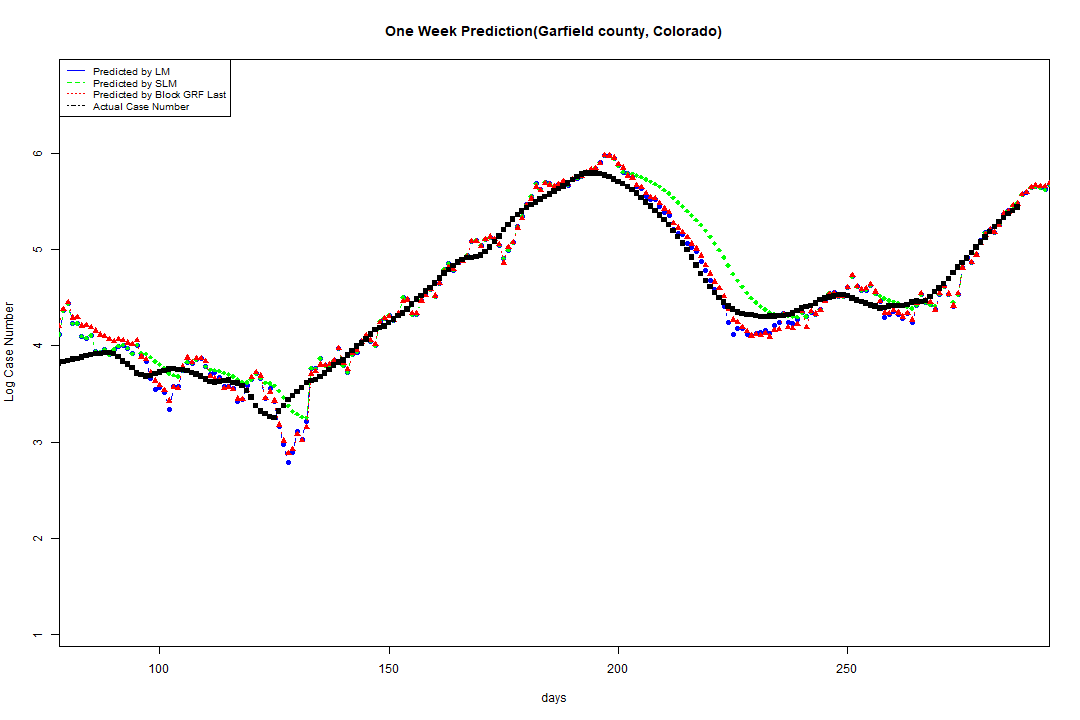 One Week Prediction(Garfield county, Colorado)
Predicted by LM
Predicted by SLM
Predicted by Block GRF Last
Actual Case Number
Log Case Number
6
5
4
3
2
1
100 150 200 250
days